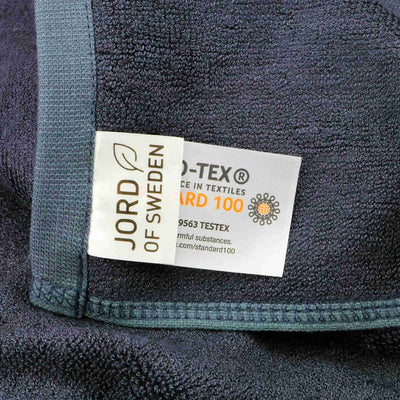 JORD
OF SWEDEN
O-TEX®
CE IN TEXTILES
ARD 100
9563 TESTEX
armful substances.
.com/standard100